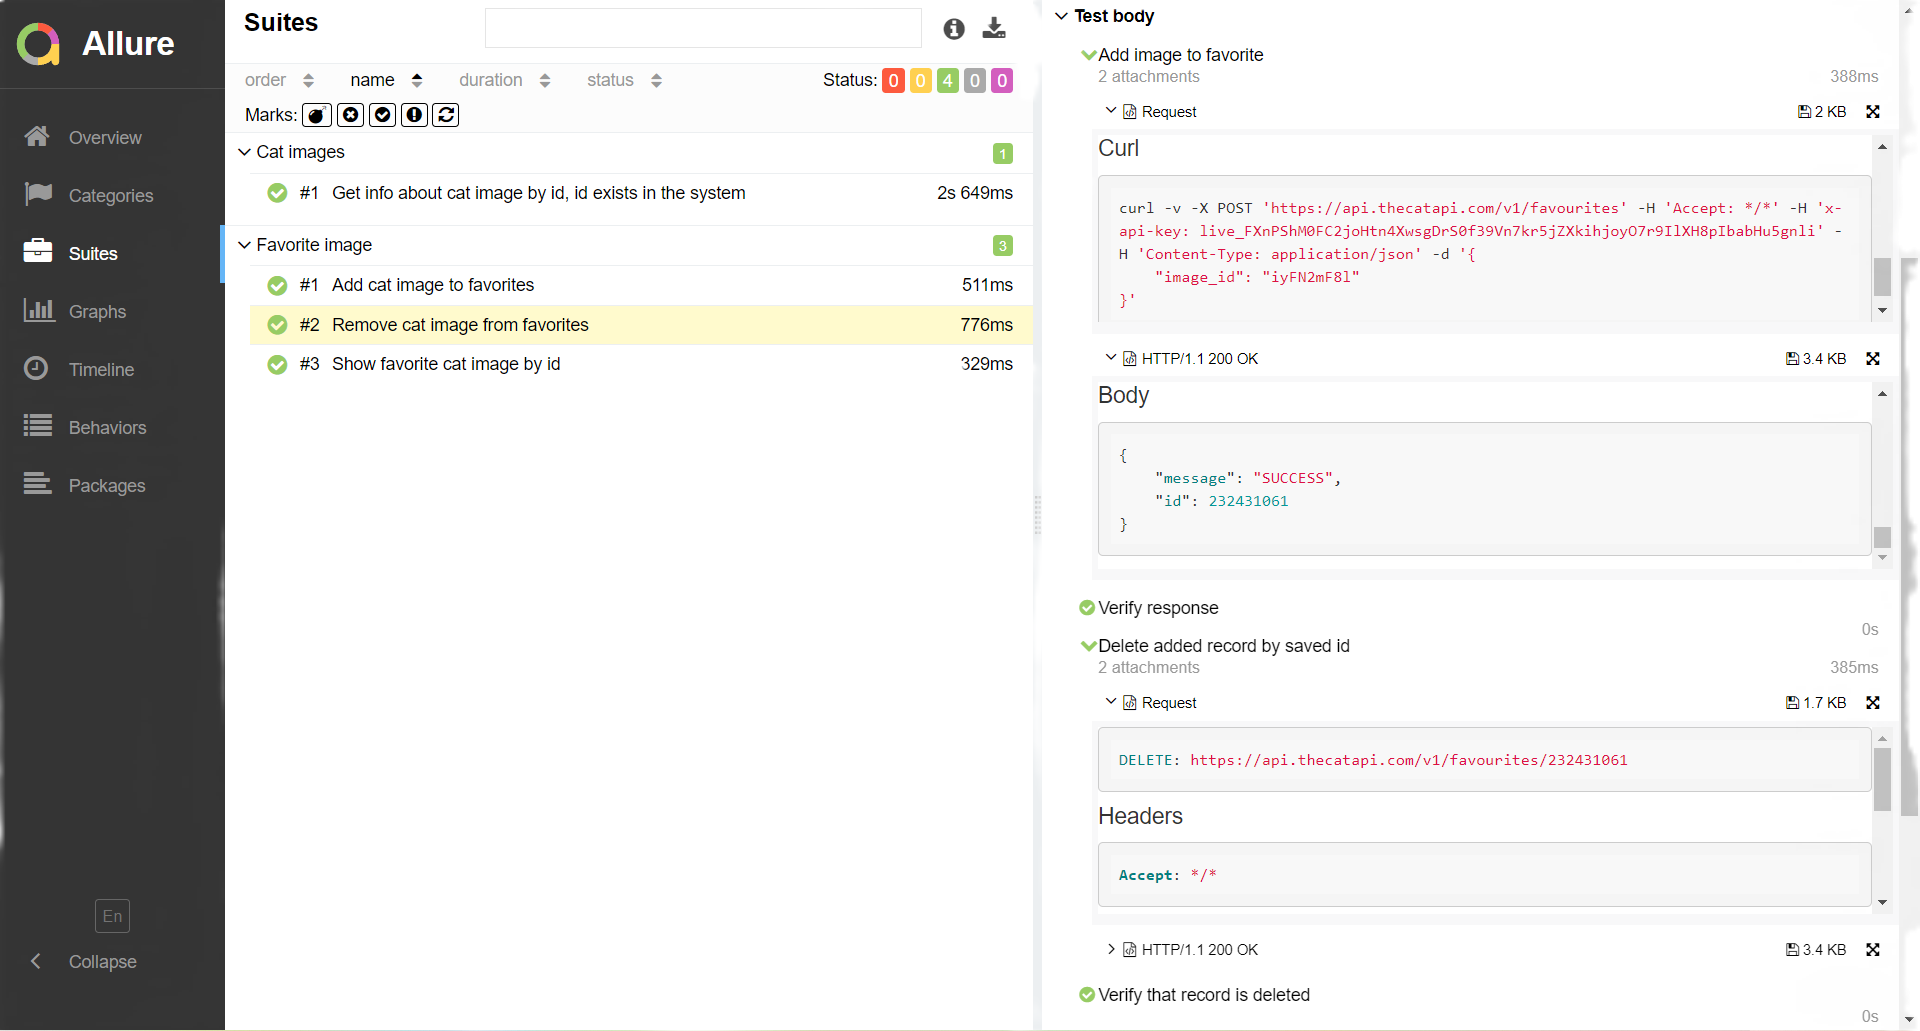 Allure
Overview
Categories
Suites
Graphs
Timeline
Behaviors
Packages
En
Collapse
Suites
order name duration status Status: 0 0 4 0 0
Marks:
Cat images 1
#1 Get info about cat image by id, id exists in the system 2s 649ms
Favorite image 3
#1 Add cat image to favorites 511ms
#2 Remove cat image from favorites 776ms
#3 Show favorite cat image by id 329ms
Test body
Add image to favorite
2 attachments 388ms
Request 2 KB
Curl
curl -v -X POST 'https://api.thecatapi.com/v1/favourites' -H 'Accept: */*' -H 'x-
api-key: live_FXnPShM0FC2joHtn4XwsgDrS0f39Vn7kr5jZXkihjoyO7r9IlXH8pIbabHu5gnli' -
H 'Content-Type: application/json' -d '{
"image_id": "iyFN2mF8l"
}'
HTTP/1.1 200 OK 3.4 KB
Body
{
"message": "SUCCESS",
"id": 232431061
}
Verify response
0s
Delete added record by saved id
2 attachments 385ms
Request 1.7 KB
DELETE: https://api.thecatapi.com/v1/favourites/232431061
Headers
Accept: */*
HTTP/1.1 200 OK 3.4 KB
Verify that record is deleted
0s